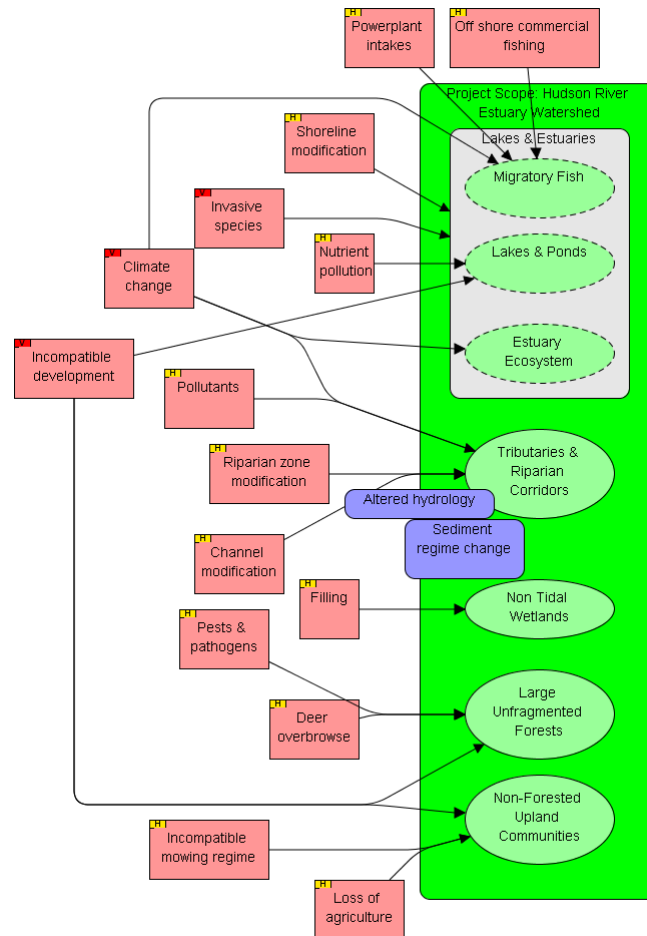 H
Powerplant
intakes
H
Off shore commercial
fishing
Project Scope: Hudson River
Estuary Watershed
H
Shoreline
modification
Lakes & Estuaries
Migratory Fish
V
Invasive
species
H
Nutrient
pollution
Lakes & Ponds
V
Climate
change
V
Incompatible
development
Estuary
Ecosystem
H
Pollutants
H
Riparian zone
modification
Tributaries &
Riparian
Corridors
Altered hydrology
Sediment
regime change
H
Channel
modification
H
Filling
Non Tidal
Wetlands
H
Pests &
pathogens
H
Deer
overbrowse
Large
Unfragmented
Forests
Non-Forested
Upland
Communities
H
Incompatible
mowing regime
H
Loss of
agriculture